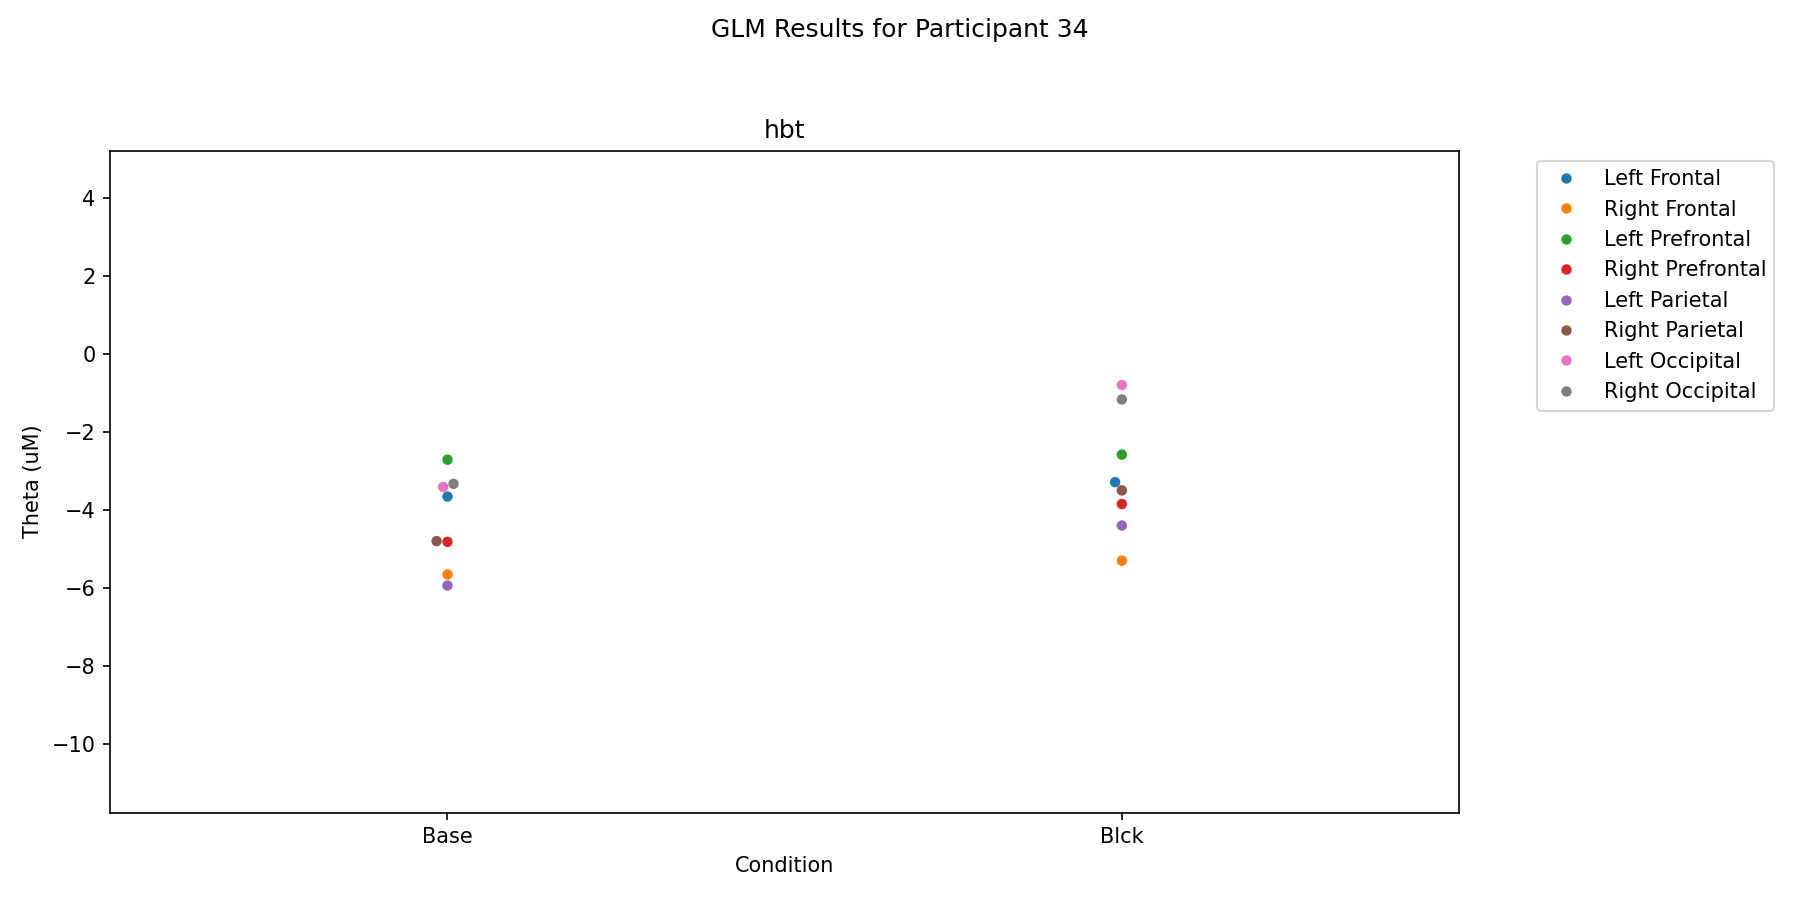 GLM Results for Participant 34
hbt
4
2
0
−2
−4
−6
−8
−10
Theta (uM)
Base
Blck
Condition
Left Frontal
Right Frontal
Left Prefrontal
Right Prefrontal
Left Parietal
Right Parietal
Left Occipital
Right Occipital